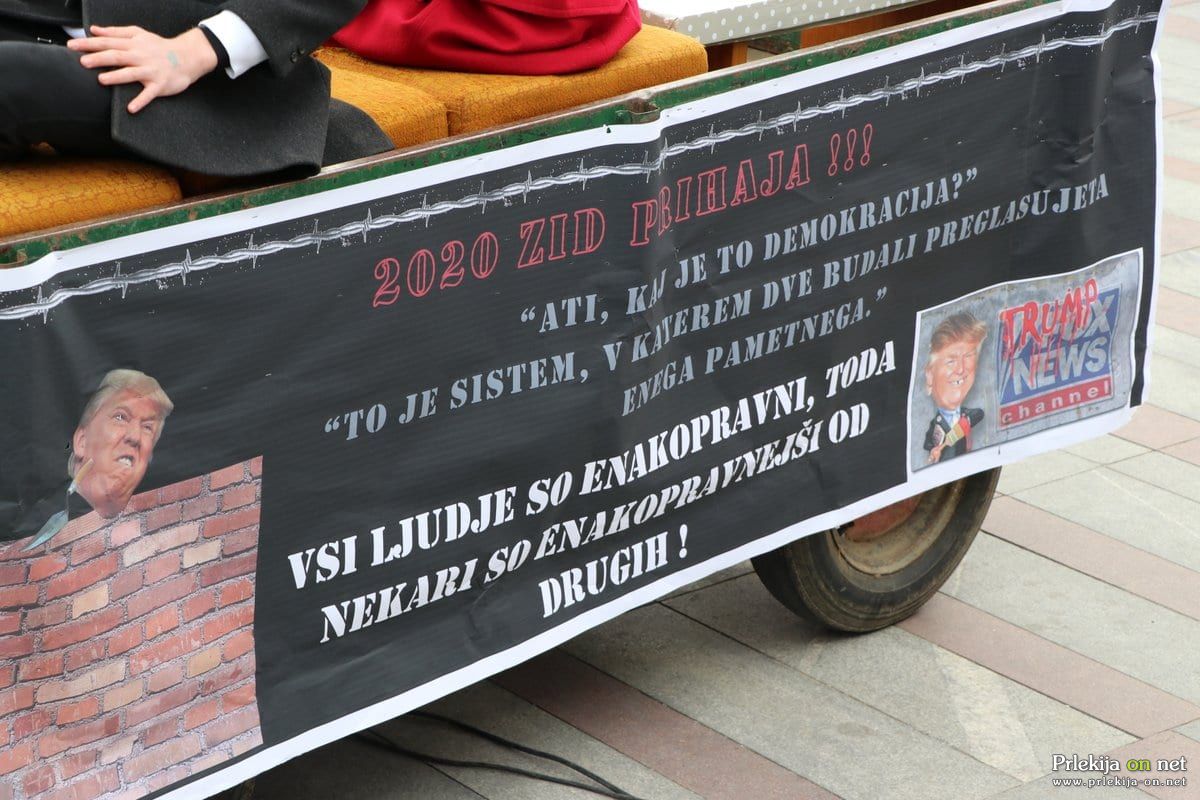 2020 ZID PRIHAJA !!!
“ATI, KAJ JE TO DEMOKRACIJA?”
“TO JE SISTEM, V KATEREM DVE BUDALI PREGLASUJETA
ENEGA PAMETNEGA.”
VSI LJUDJE SO ENAKOPRAVNI, TODA
NEKARI SO ENAKOPRAVNEJŠI OD
DRUGIH !
TRUMP
NEWS
channel
Prlekija on net
www.prlekija-on.net